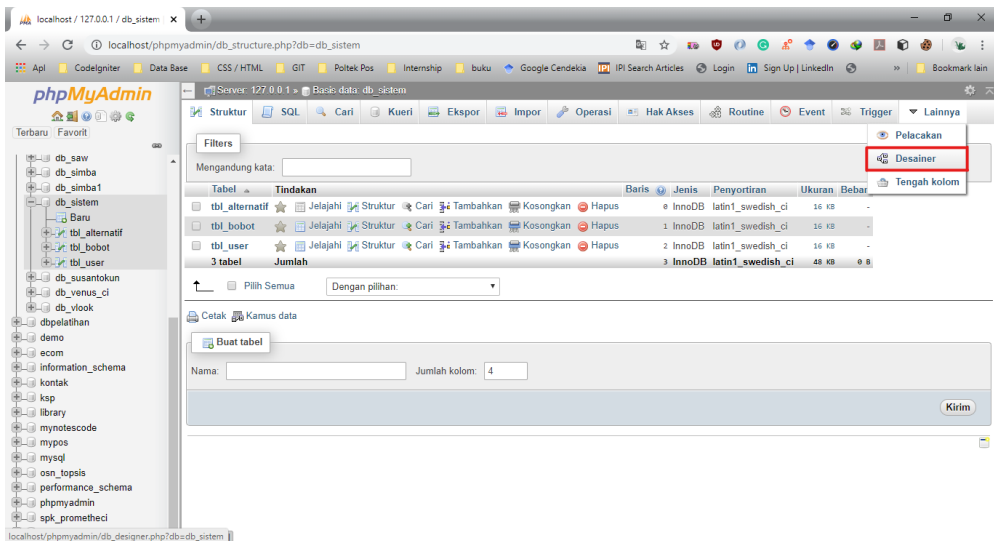 localhost / 127.0.0.1 / db_sistem
localhost/phpmyadmin/db_structure.php?db=db_sistem
Apl CodeIgniter Data Base CSS / HTML GIT Poltek Pos Internship buku Google Cendekia IPI Search Articles Login Sign Up | LinkedIn » Bookmark lain
phpMyAdmin
Terbaru Favorit
db_saw
db_simba
db_simba1
db_sistem
Baru
tbl_alternatif
tbl_bobot
tbl_user
db_susantokun
db_venus_ci
db_vlook
dbpelatihan
demo
ecom
information_schema
kontak
ksp
library
mynotescode
mypos
mysql
osn_topsis
performance_schema
phpmyadmin
spk_prometheci
localhost/phpmyadmin/db_designer.php?db=db_sistem
Server: 127.0.0.1 » Basis data: db_sistem
Struktur SQL Cari Kueri Ekspor Impor Operasi Hak Akses Routine Event Trigger Lainnya
Pelacakan
Desainer
Tengah kolom
Filters
Mengandung kata:
Tabel Tindakan Baris Jenis Penyortiran Ukuran Beban
tbl_alternatif Jelajahi Struktur Cari Tambahkan Kosongkan Hapus 0 InnoDB latin1_swedish_ci 16 KB -
tbl_bobot Jelajahi Struktur Cari Tambahkan Kosongkan Hapus 1 InnoDB latin1_swedish_ci 16 KB -
tbl_user Jelajahi Struktur Cari Tambahkan Kosongkan Hapus 2 InnoDB latin1_swedish_ci 16 KB -
3 tabel Jumlah 3 InnoDB latin1_swedish_ci 48 KB 0 B
Pilih Semua Dengan pilihan:
Cetak Kamus data
Buat tabel
Nama: Jumlah kolom: 4
Kirim